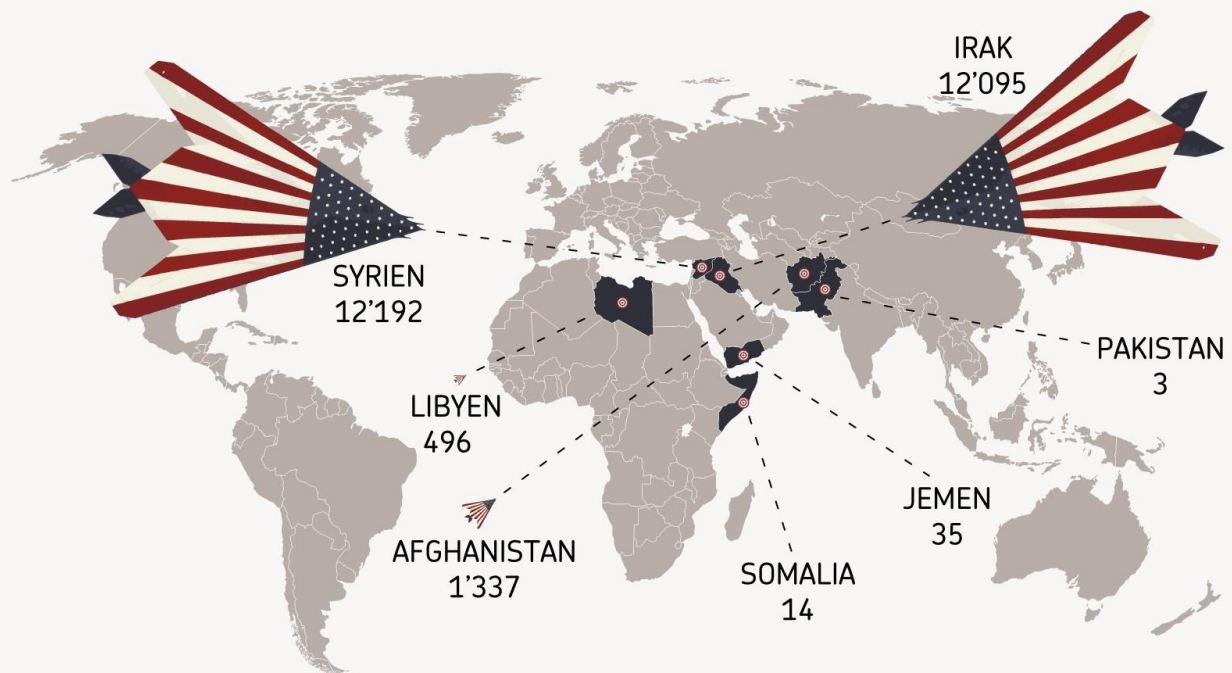 IRAK
12'095
SYRIEN
12'192
PAKISTAN
3
LIBYEN
496
JEMEN
35
AFGHANISTAN
1'337
SOMALIA
14